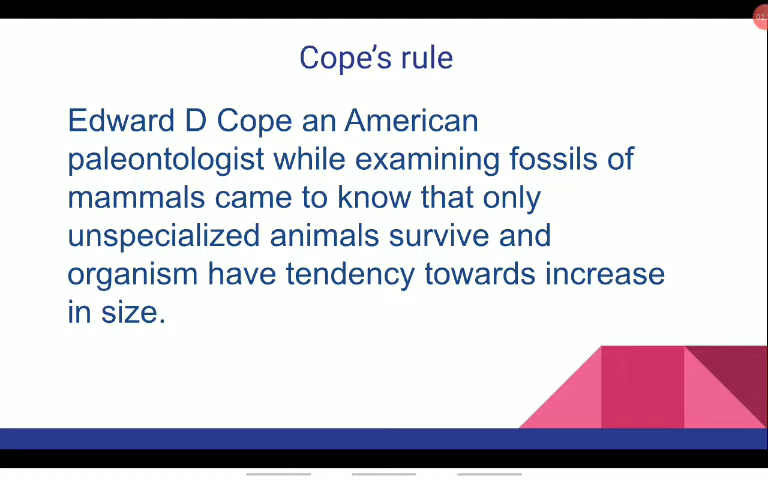 Cope's rule
Edward D Cope an American
paleontologist while examining fossils of
mammals came to know that only
unspecialized animals survive and
organism have tendency towards increase
in size.